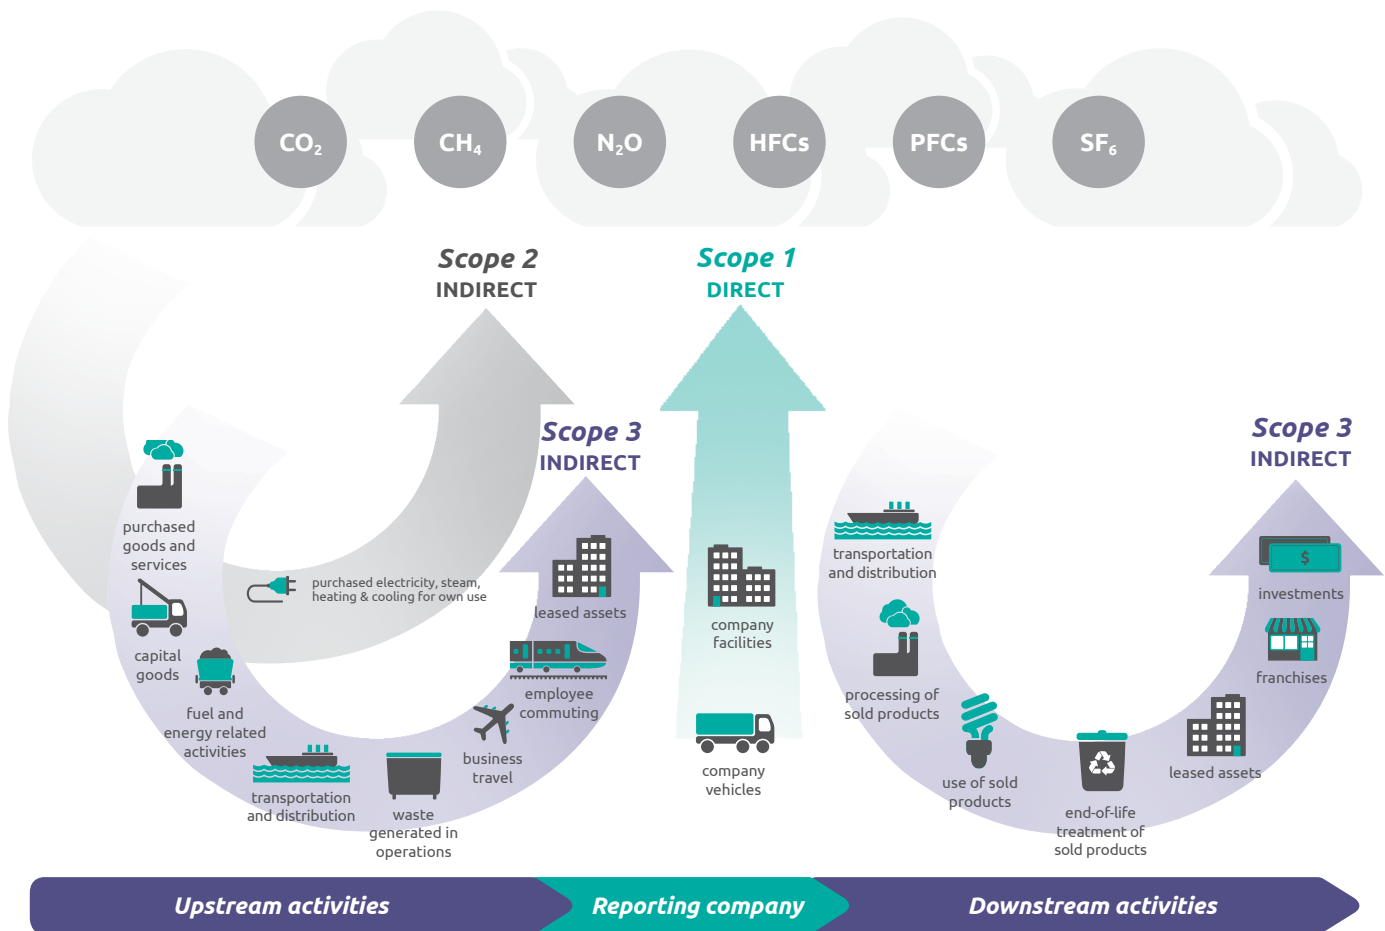 CO₂
CH₄
N₂O
HFCs
PFCs
SF₆
Scope 2
INDIRECT
Scope 1
DIRECT
Scope 3
INDIRECT
Scope 3
INDIRECT
purchased
goods and
services
capital
goods
fuel and
energy related
activities
transportation
and distribution
waste
generated in
operations
business
travel
employee
commuting
leased assets
purchased electricity, steam,
heating & cooling for own use
company
facilities
company
vehicles
transportation
and distribution
processing of
sold products
use of sold
products
end-of-life
treatment of
sold products
leased assets
franchises
$
investments
Upstream activities
Reporting company
Downstream activities